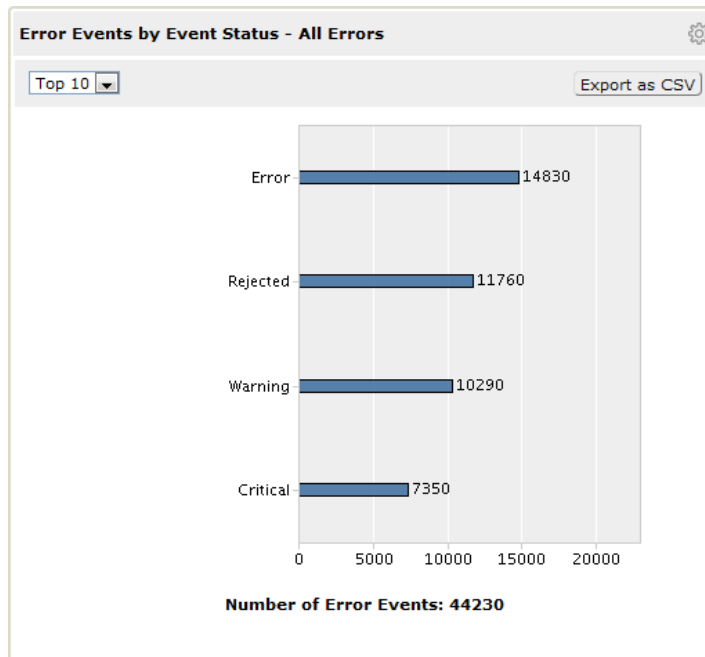 Error Events by Event Status - All Errors
Top 10
Export as CSV
Error 14830
Rejected 11760
Warning 10290
Critical 7350
0 5000 10000 15000 20000
Number of Error Events: 44230